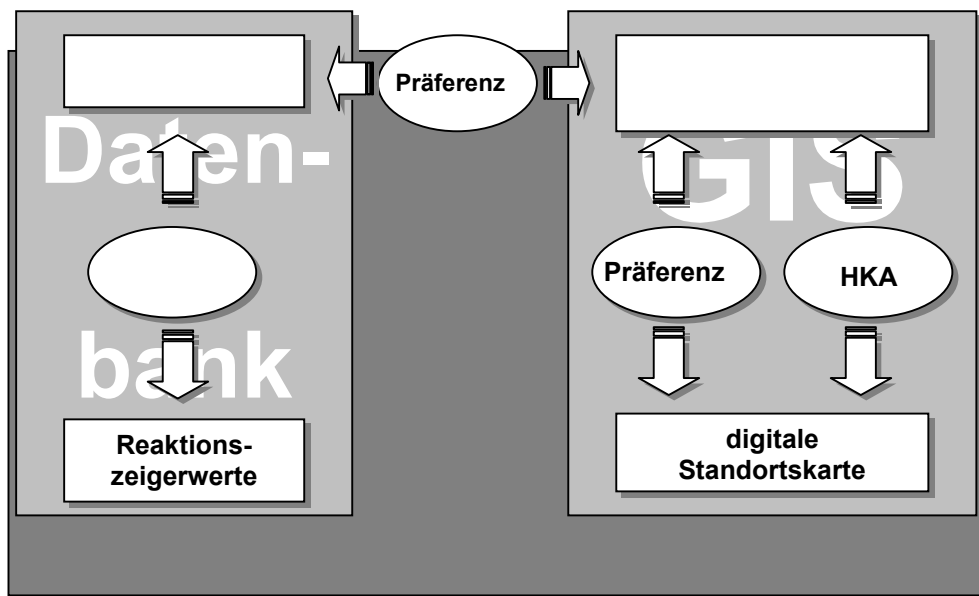 Präferenz
Daten-
bank
Reaktions-
zeigerwerte
GIS
Präferenz
HKA
digitale
Standortskarte